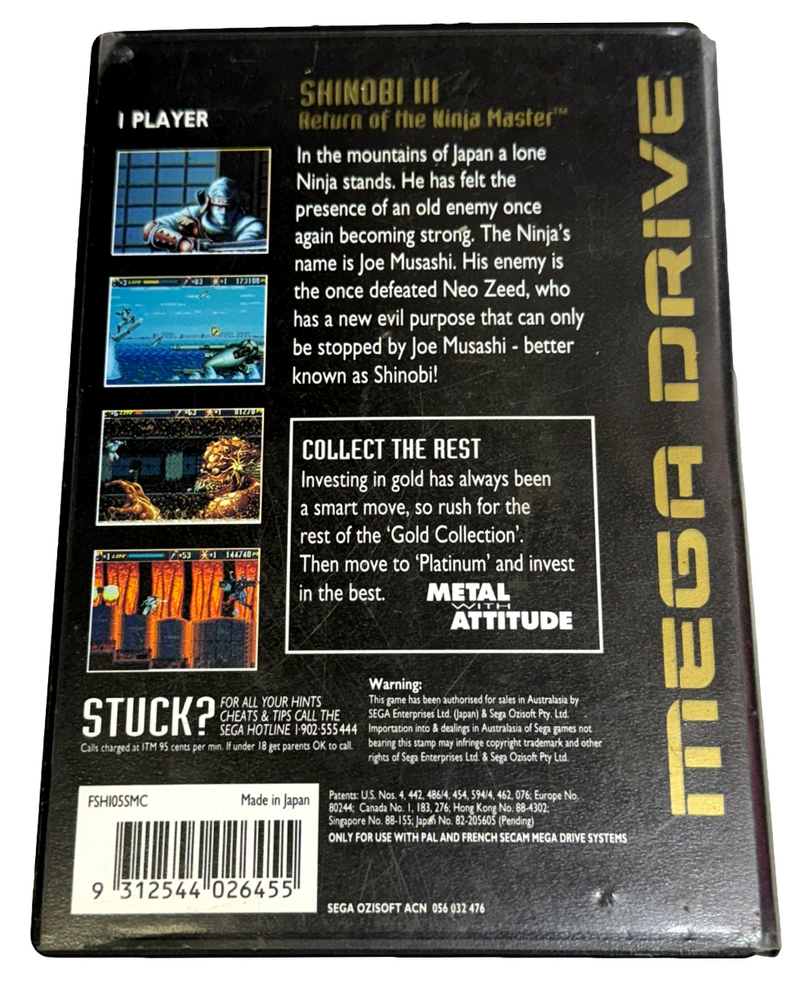 SHINOBI III
Return of the Ninja Master™
1 PLAYER
In the mountains of Japan a lone
Ninja stands. He has felt the
presence of an old enemy once
again becoming strong. The Ninja's
name is Joe Musashi. His enemy is
the once defeated Neo Zeed, who
has a new evil purpose that can only
be stopped by Joe Musashi - better
known as Shinobi!
COLLECT THE REST
Investing in gold has always been
a smart move, so rush for the
rest of the 'Gold Collection'.
Then move to 'Platinum' and invest
in the best.
METAL
WITH
ATTITUDE
MEGA DRIVE
STUCK?
FOR ALL YOUR HINTS
CHEATS & TIPS CALL THE
SEGA HOTLINE 1·902·555 444
Calls charged at ITM 95 cents per min. If under 18 get parents OK to call.
Warning:
This game has been authorised for sales in Australasia by
SEGA Enterprises Ltd. (Japan) & Sega Ozisoft Pty. Ltd.
Importation into & dealings in Australasia of Sega games not
bearing this stamp may infringe copyright trademark and other
rights of Sega Enterprises Ltd. & Sega Ozisoft Pty. Ltd.
FSHI05SMC Made in Japan
9 312544 026455
Patents: U.S. Nos. 4, 442, 486/4, 454, 594/4, 462, 076; Europe No.
80244; Canada No. 1, 183, 276; Hong Kong No. 88-4302;
Singapore No. 88-155; Japan No. 82-205605 (Pending)
ONLY FOR USE WITH PAL AND FRENCH SECAM MEGA DRIVE SYSTEMS
SEGA OZISOFT ACN 056 032 476